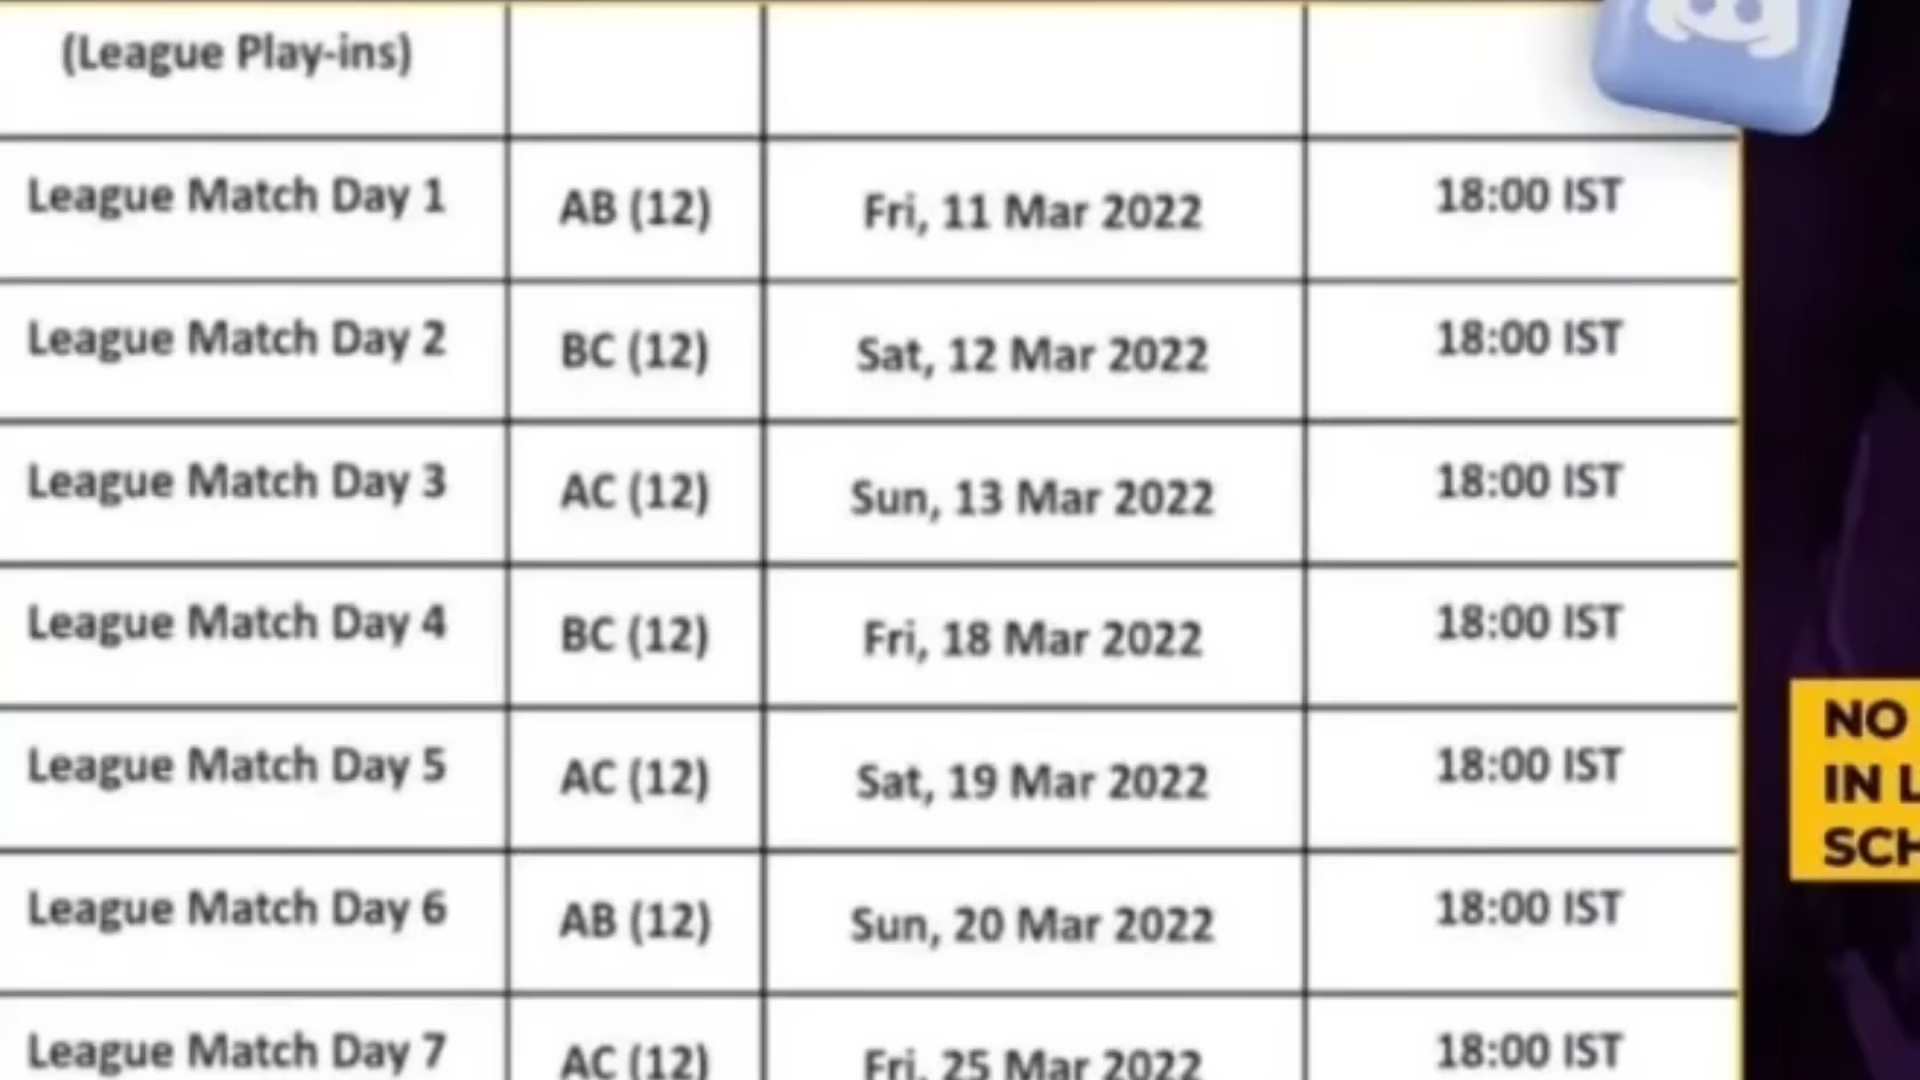 (League Play-ins)
League Match Day 1 AB (12) Fri, 11 Mar 2022 18:00 IST
League Match Day 2 BC (12) Sat, 12 Mar 2022 18:00 IST
League Match Day 3 AC (12) Sun, 13 Mar 2022 18:00 IST
League Match Day 4 BC (12) Fri, 18 Mar 2022 18:00 IST
League Match Day 5 AC (12) Sat, 19 Mar 2022 18:00 IST
League Match Day 6 AB (12) Sun, 20 Mar 2022 18:00 IST
League Match Day 7 AC (12) Fri, 25 Mar 2022 18:00 IST
NO
IN L
SCH